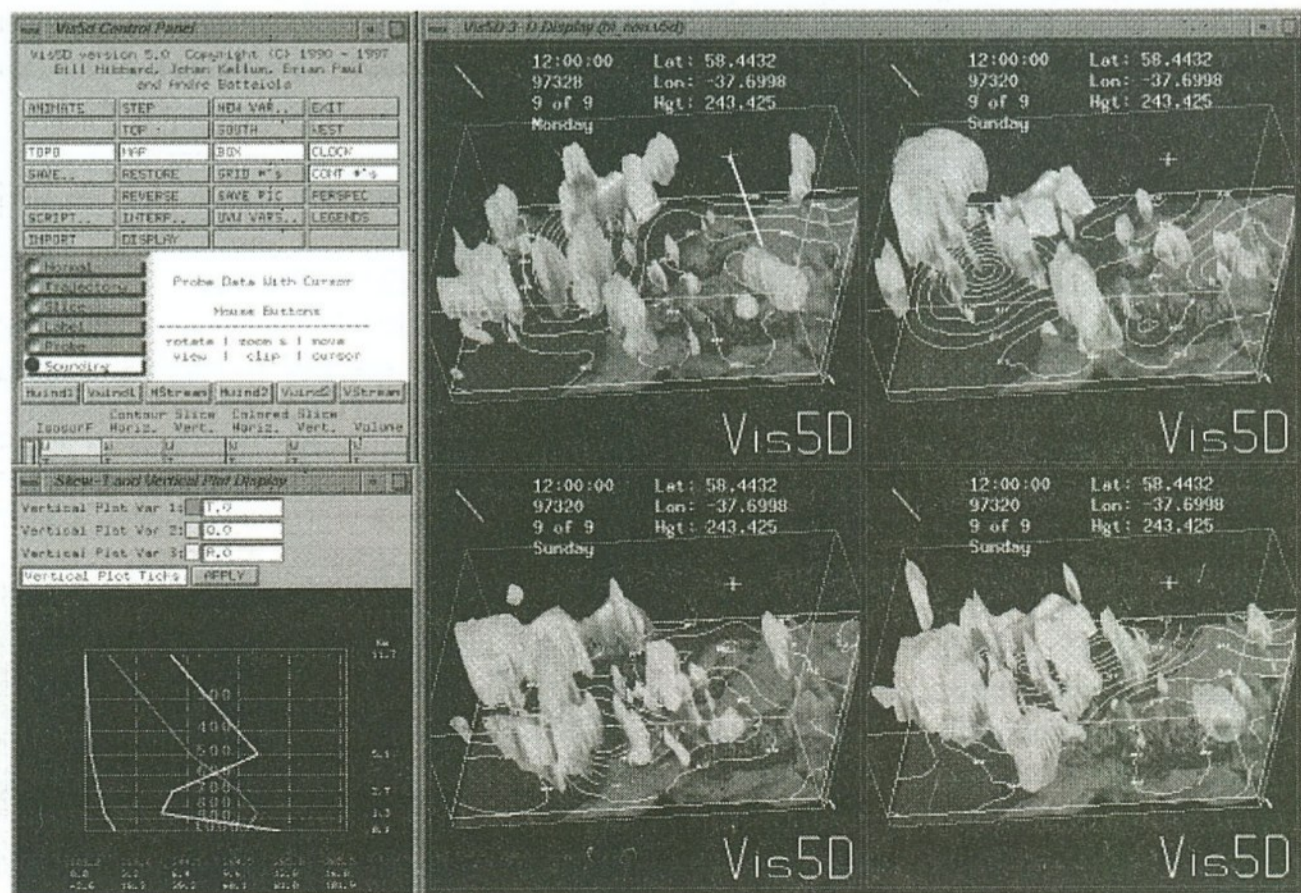 Vis5d Control Panel
Vis5D version 5.0 Copyright (C) 1990 - 1997
Bill Hibbard, Johan Kellum, Brian Paul
and Andre Battaiola
ANIMATE STEP NEW VAR.. EXIT
TOP SOUTH WEST
TOPO MAP BOX CLOCK
SAVE.. RESTORE GRID #'s CONT #'s
REVERSE SAVE PIC PERSPEC
SCRIPT.. INTERP.. UVW VARS.. LEGENDS
IMPORT DISPLAY
Normal
Trajectory
Slice
Label
Probe
Sounding
Probe Data With Cursor
Mouse Buttons
rotate | zoom & | move
view | clip | cursor
Hwind1 Vwind1 HStream Hwind2 Vwind2 VStream
Contour Slice Colored Slice
Isosurf Horiz. Vert. Horiz. Vert. Volume
W W W W W W
Skew-T and Vertical Plot Display
Vertical Plot Var 1: T.0
Vertical Plot Var 2: Q.0
Vertical Plot Var 3:
Vertical Plot Ticks APPLY
Km
400
500
800
Vis5D 3-D Display
12:00:00 Lat: 58.4432
97328 Lon: -37.6998
9 of 9 Hgt: 243.425
Monday
Vis5D
12:00:00 Lat: 58.4432
97320 Lon: -37.6998
9 of 9 Hgt: 243.425
Sunday
Vis5D
12:00:00 Lat: 58.4432
97320 Lon: -37.6998
9 of 9 Hgt: 243.425
Sunday
Vis5D
12:00:00 Lat: 58.4432
97320 Lon: -37.6998
9 of 9 Hgt: 243.425
Sunday
Vis5D